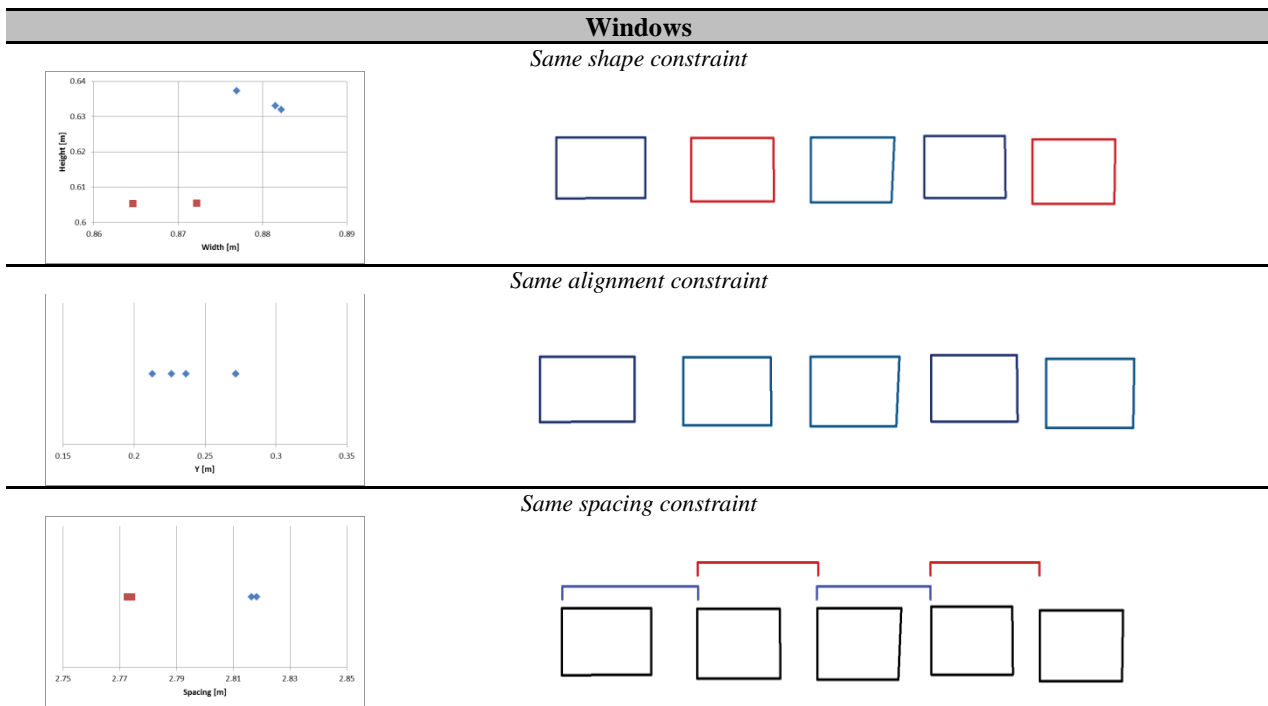 Windows
Same shape constraint
0.64
0.63
0.62
0.61
0.6
Height [m]
0.86 0.87 0.88 0.89
Width [m]
Same alignment constraint
0.15 0.2 0.25 0.3 0.35
Y [m]
Same spacing constraint
2.75 2.77 2.79 2.81 2.83 2.85
Spacing [m]